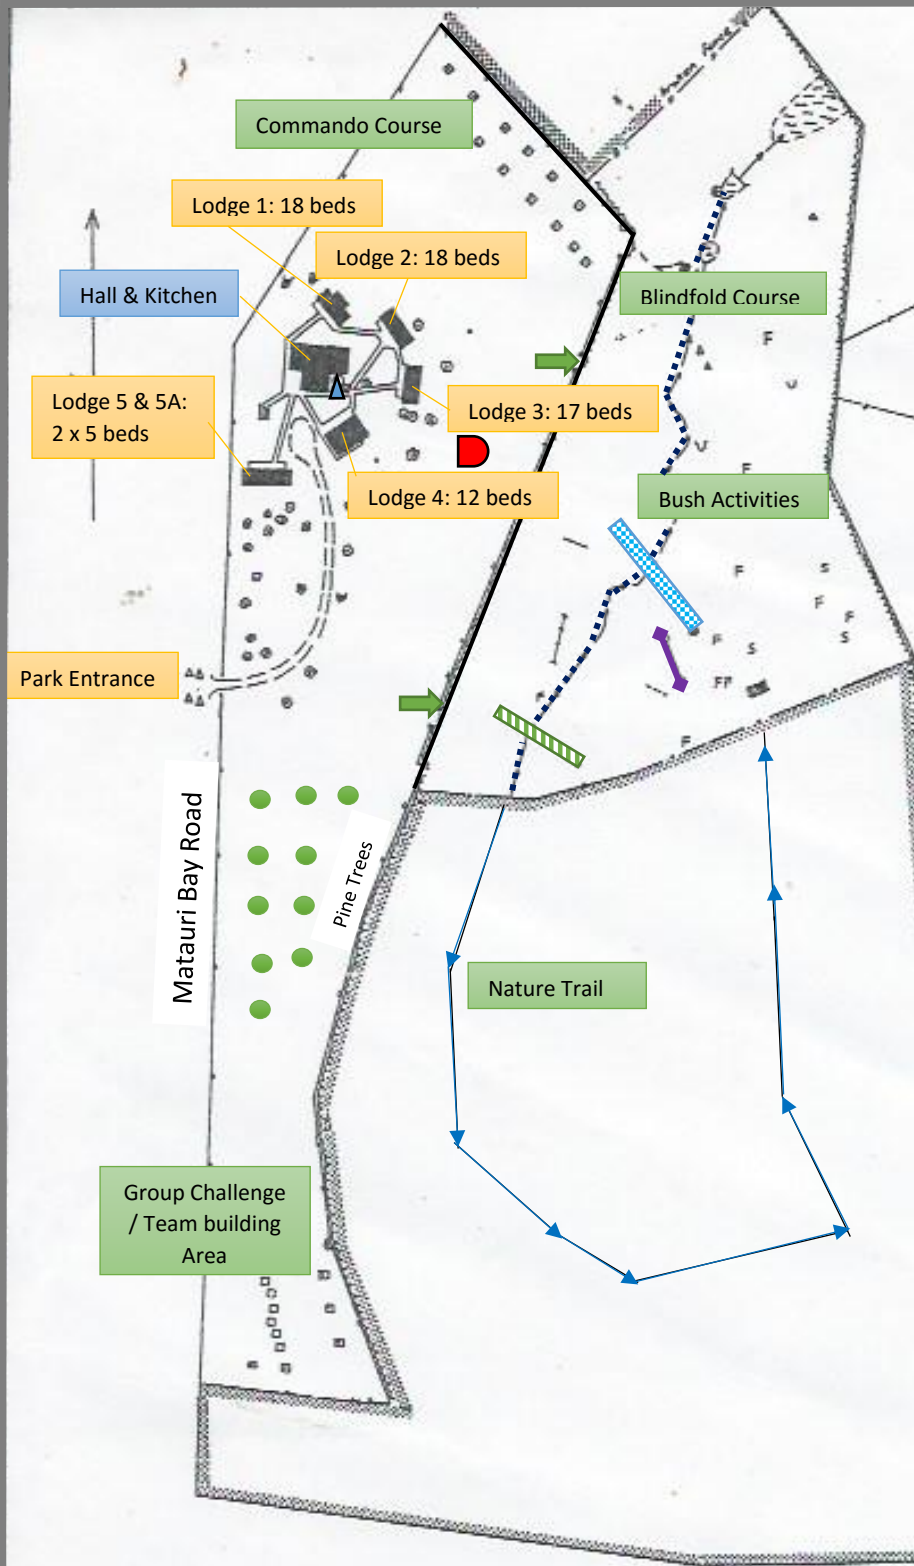 Commando Course
Lodge 1: 18 beds
Lodge 2: 18 beds
Hall & Kitchen
Blindfold Course
F
Lodge 5 & 5A:
2 x 5 beds
Lodge 3: 17 beds
F
Lodge 4: 12 beds
Bush Activities
F
S
F
F
F
S
F
S
Park Entrance
FF
F
Matauri Bay Road
Pine Trees
Nature Trail
Group Challenge
/ Team building
Area